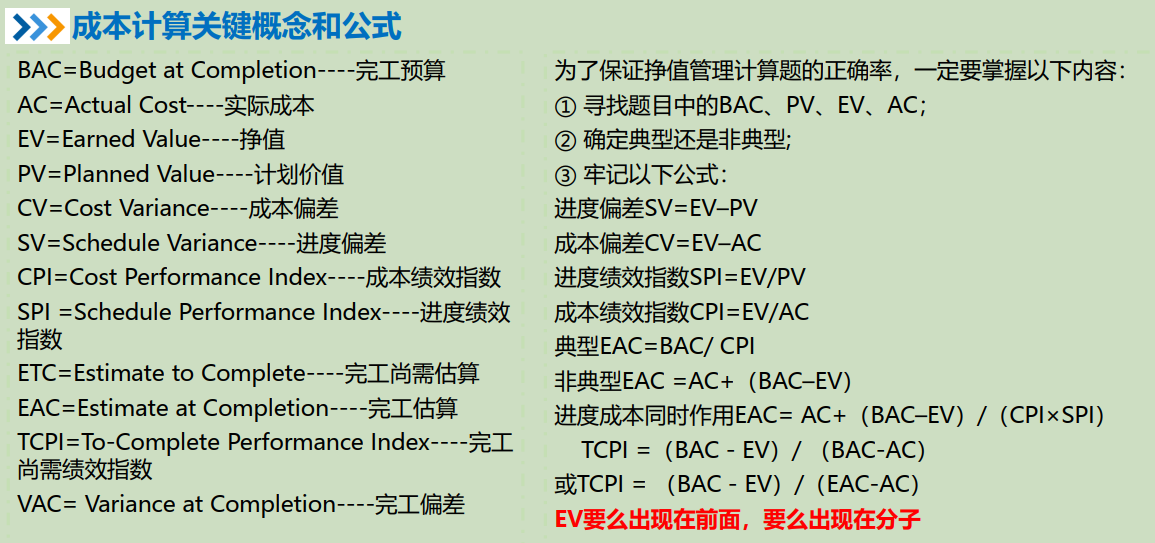 成本计算关键概念和公式
BAC=Budget at Completion----完工预算
AC=Actual Cost----实际成本
EV=Earned Value----挣值
PV=Planned Value----计划价值
CV=Cost Variance----成本偏差
SV=Schedule Variance----进度偏差
CPI=Cost Performance Index----成本绩效指数
SPI =Schedule Performance Index----进度绩效
指数
ETC=Estimate to Complete----完工尚需估算
EAC=Estimate at Completion----完工估算
TCPI=To-Complete Performance Index----完工
尚需绩效指数
VAC= Variance at Completion----完工偏差
为了保证挣值管理计算题的正确率，一定要掌握以下内容：
① 寻找题目中的BAC、PV、EV、AC；
② 确定典型还是非典型;
③ 牢记以下公式：
进度偏差SV=EV–PV
成本偏差CV=EV–AC
进度绩效指数SPI=EV/PV
成本绩效指数CPI=EV/AC
典型EAC=BAC/ CPI
非典型EAC =AC+（BAC–EV）
进度成本同时作用EAC= AC+（BAC–EV）/（CPI×SPI）
TCPI =（BAC - EV）/ （BAC-AC）
或TCPI = （BAC - EV）/（EAC-AC）
EV要么出现在前面，要么出现在分子